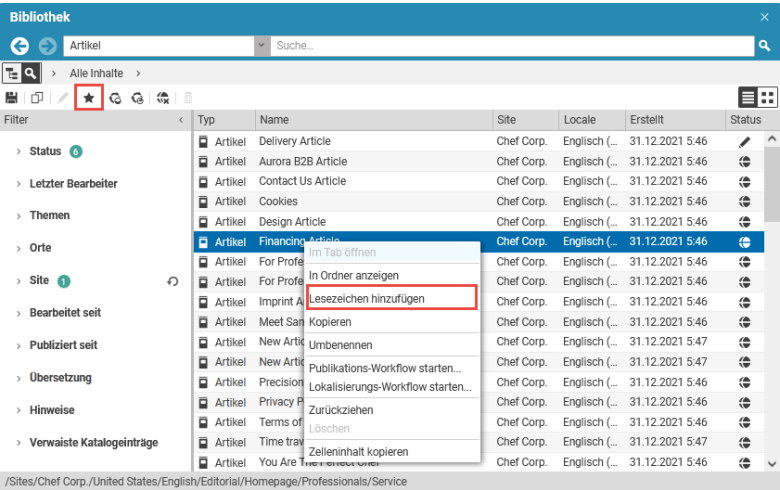 Bibliothek
Artikel Suche...
Alle Inhalte
Filter Typ Name Site Locale Erstellt Status
Status 6
Letzter Bearbeiter
Themen
Orte
Site 1
Bearbeitet seit
Publiziert seit
Übersetzung
Hinweise
Verwaiste Katalogeinträge
Artikel Delivery Article Chef Corp. Englisch (... 31.12.2021 5:46
Artikel Aurora B2B Article Chef Corp. Englisch (... 31.12.2021 5:46
Artikel Contact Us Article Chef Corp. Englisch (... 31.12.2021 5:46
Artikel Cookies Chef Corp. Englisch (... 31.12.2021 5:46
Artikel Design Article Chef Corp. Englisch (... 31.12.2021 5:46
Artikel Financing Article Chef Corp. Englisch (... 31.12.2021 5:46
Artikel For Profe Chef Corp. Englisch (... 31.12.2021 5:46
Artikel For Profe Chef Corp. Englisch (... 31.12.2021 5:46
Artikel Imprint A Chef Corp. Englisch (... 31.12.2021 5:46
Artikel Meet San Chef Corp. Englisch (... 31.12.2021 5:46
Artikel New Artic Chef Corp. Englisch (... 31.12.2021 5:47
Artikel New Artic Chef Corp. Englisch (... 31.12.2021 5:47
Artikel Precision Chef Corp. Englisch (... 31.12.2021 5:46
Artikel Privacy P Chef Corp. Englisch (... 31.12.2021 5:46
Artikel Terms of Chef Corp. Englisch (... 31.12.2021 5:46
Artikel Time trav Chef Corp. Englisch (... 31.12.2021 5:47
Artikel You Are The Perfect Chef Chef Corp. Englisch (... 31.12.2021 5:46
Im Tab öffnen
In Ordner anzeigen
Lesezeichen hinzufügen
Kopieren
Umbenennen
Publikations-Workflow starten...
Lokalisierungs-Workflow starten...
Zurückziehen
Löschen
Zelleninhalt kopieren
/Sites/Chef Corp./United States/English/Editorial/Homepage/Professionals/Service